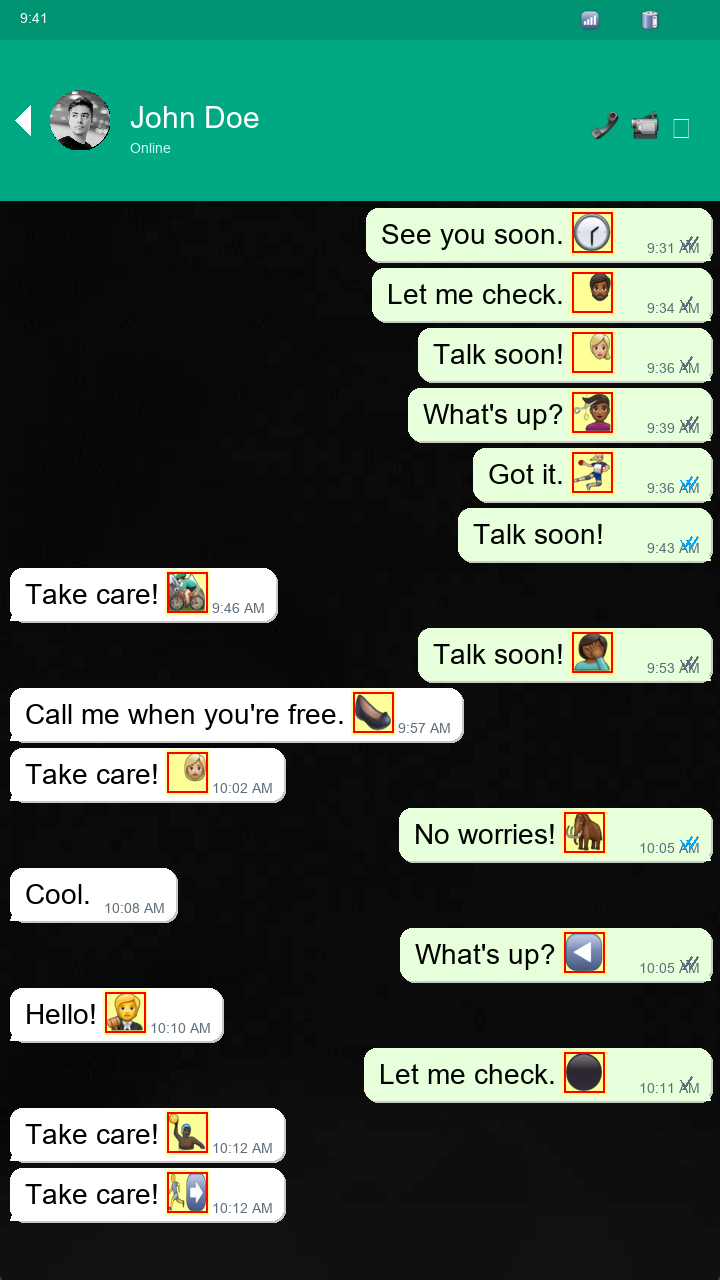 9:41
John Doe
Online
See you soon. 9:31 AM
Let me check. 9:34 AM
Talk soon! 9:36 AM
What's up? 9:39 AM
Got it. 9:36 AM
Talk soon! 9:43 AM
Take care! 9:46 AM
Talk soon! 9:53 AM
Call me when you're free. 9:57 AM
Take care! 10:02 AM
No worries! 10:05 AM
Cool. 10:08 AM
What's up? 10:05 AM
Hello! 10:10 AM
Let me check. 10:11 AM
Take care! 10:12 AM
Take care! 10:12 AM